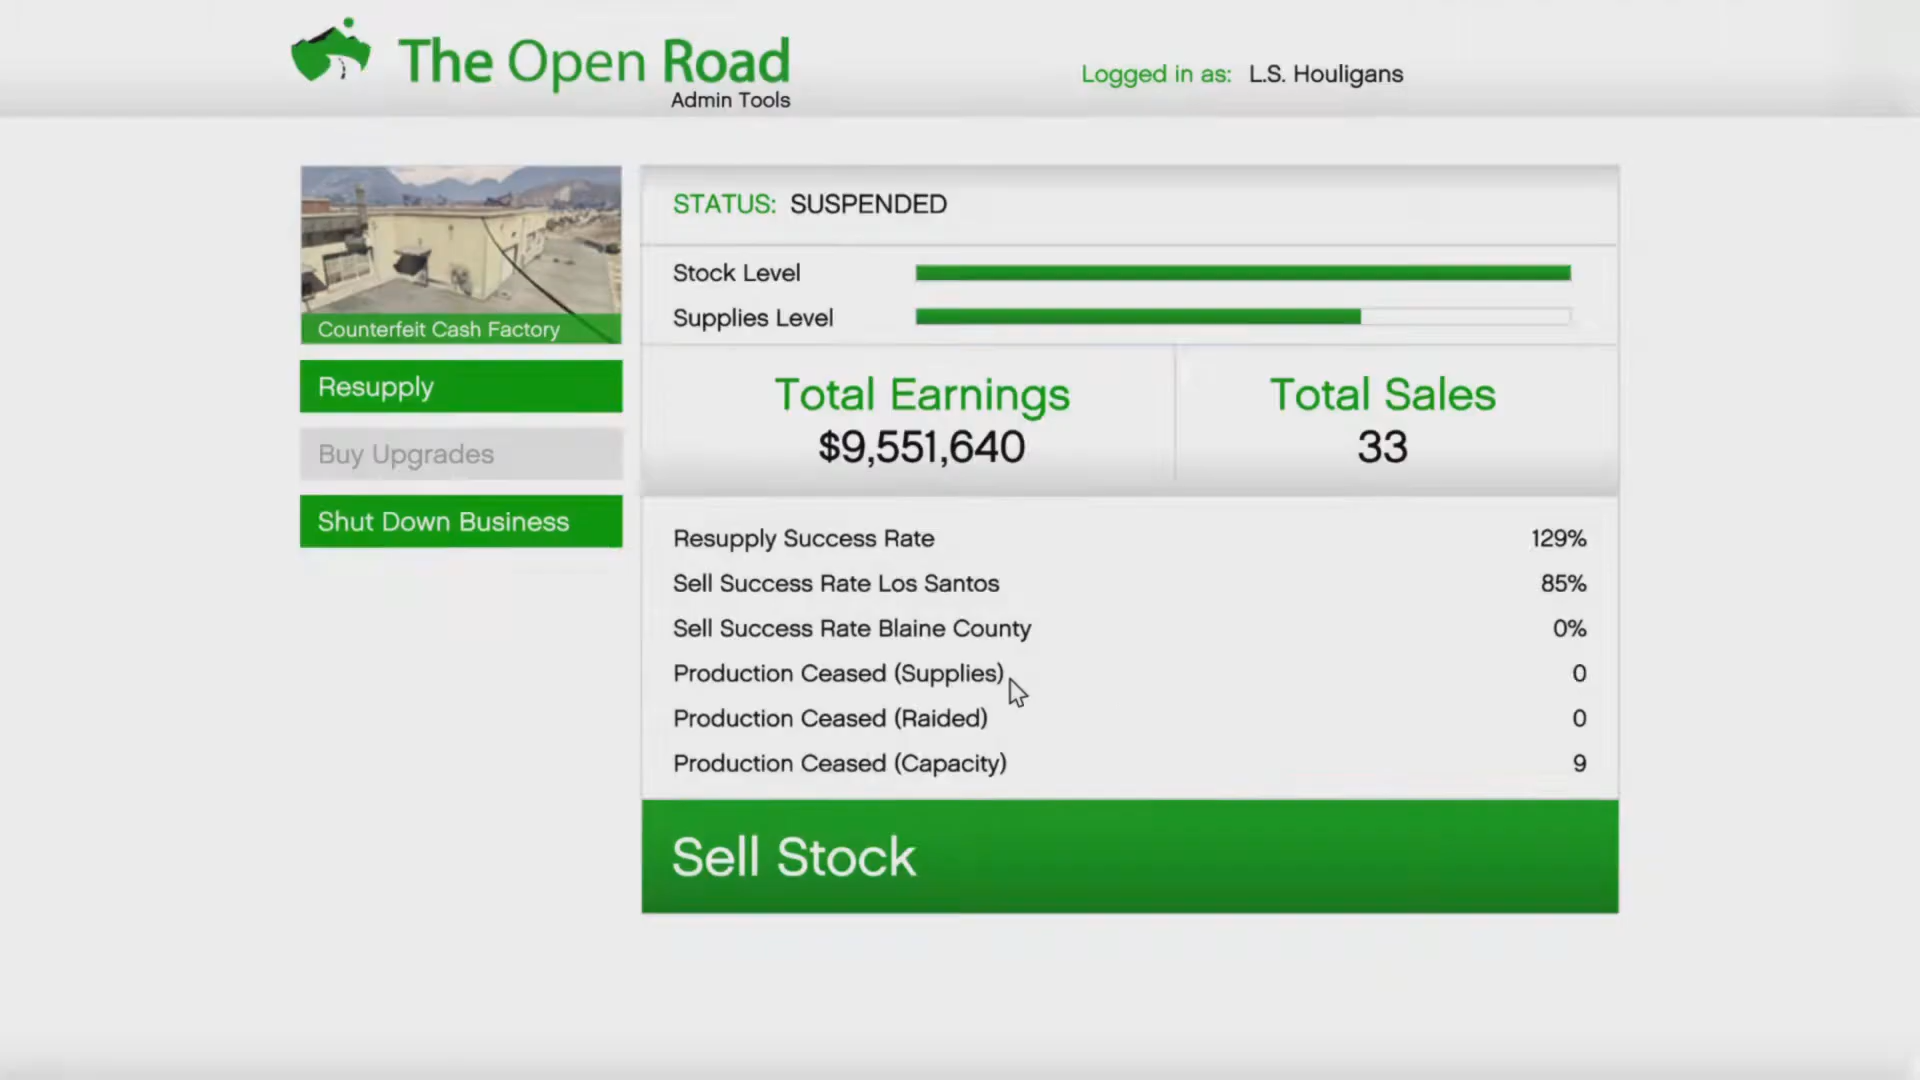 The Open Road
Admin Tools
Logged in as: L.S. Houligans
Counterfeit Cash Factory
Resupply
Buy Upgrades
Shut Down Business
STATUS: SUSPENDED
Stock Level
Supplies Level
Total Earnings
$9,551,640
Total Sales
33
Resupply Success Rate 129%
Sell Success Rate Los Santos 85%
Sell Success Rate Blaine County 0%
Production Ceased (Supplies) 0
Production Ceased (Raided) 0
Production Ceased (Capacity) 9
Sell Stock